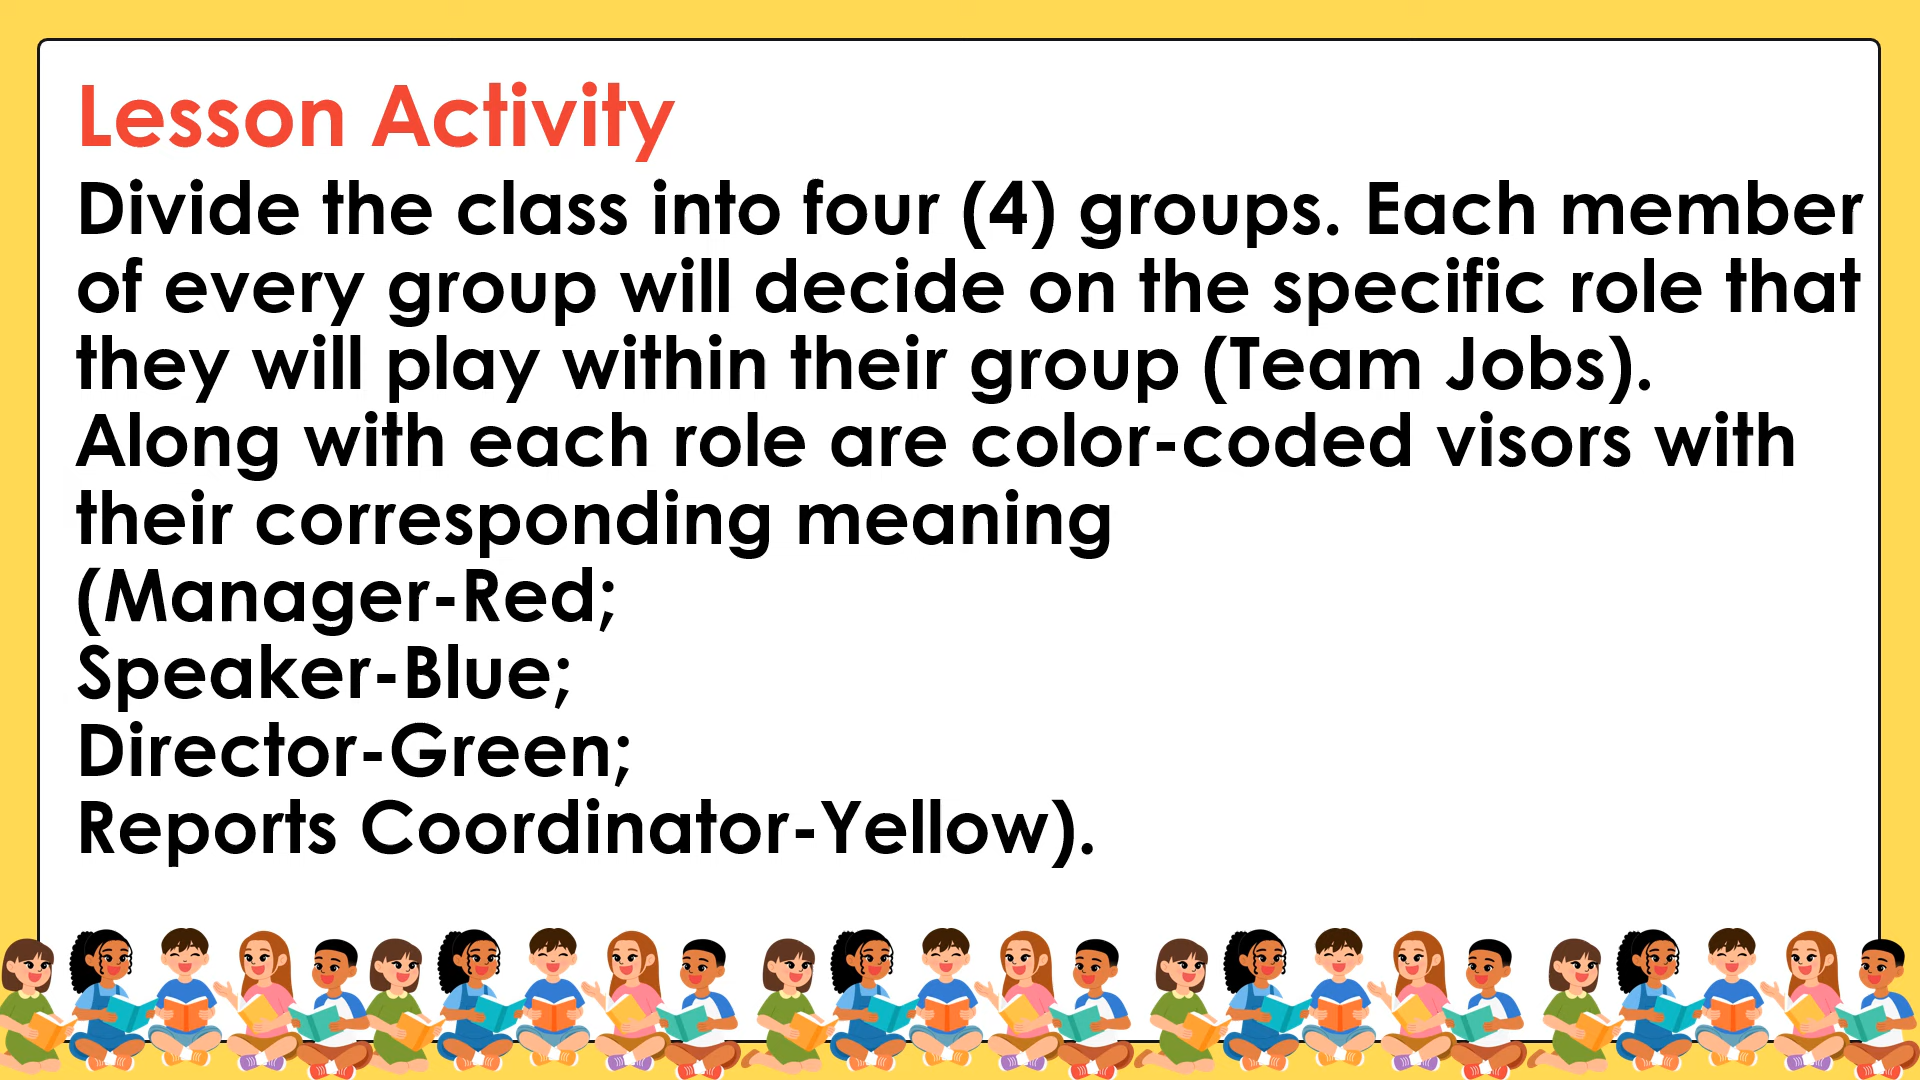 Lesson Activity
Divide the class into four (4) groups. Each member
of every group will decide on the specific role that
they will play within their group (Team Jobs).
Along with each role are color-coded visors with
their corresponding meaning
(Manager-Red;
Speaker-Blue;
Director-Green;
Reports Coordinator-Yellow).